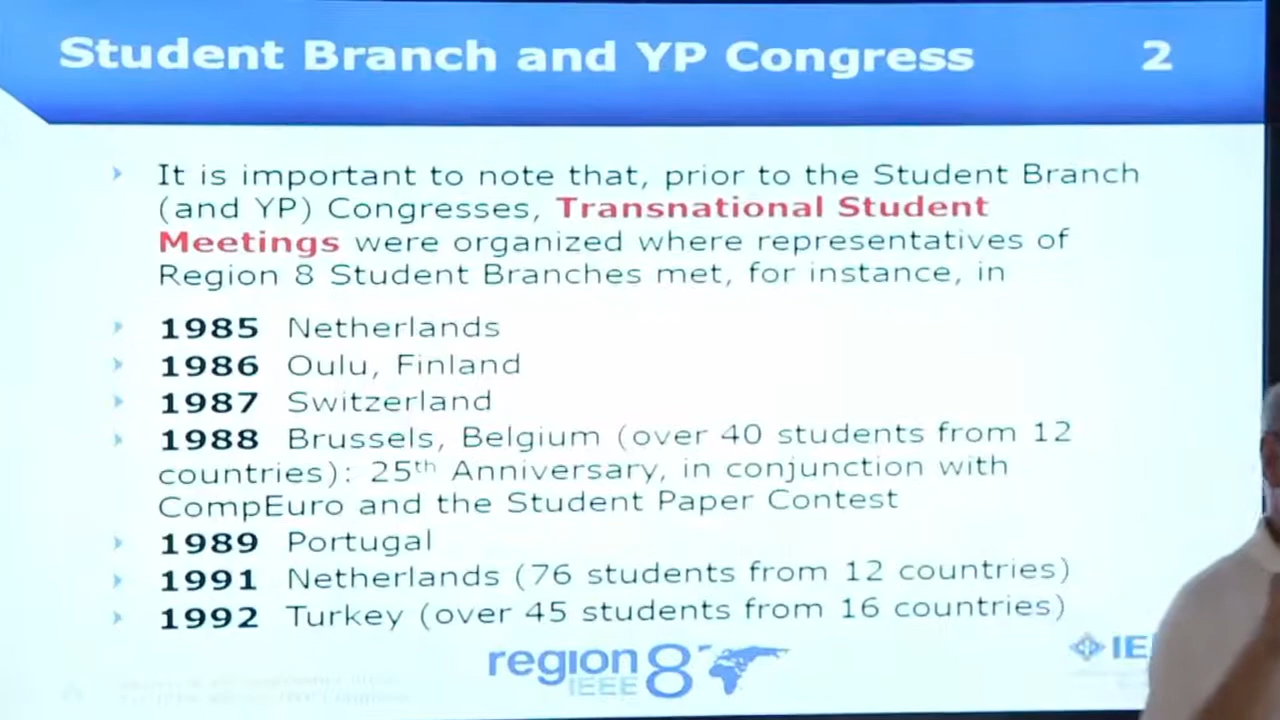 Student Branch and YP Congress 2
It is important to note that, prior to the Student Branch
(and YP) Congresses, Transnational Student
Meetings were organized where representatives of
Region 8 Student Branches met, for instance, in
1985 Netherlands
1986 Oulu, Finland
1987 Switzerland
1988 Brussels, Belgium (over 40 students from 12
countries): 25th Anniversary, in conjunction with
CompEuro and the Student Paper Contest
1989 Portugal
1991 Netherlands (76 students from 12 countries)
1992 Turkey (over 45 students from 16 countries)
region 8
IEEE